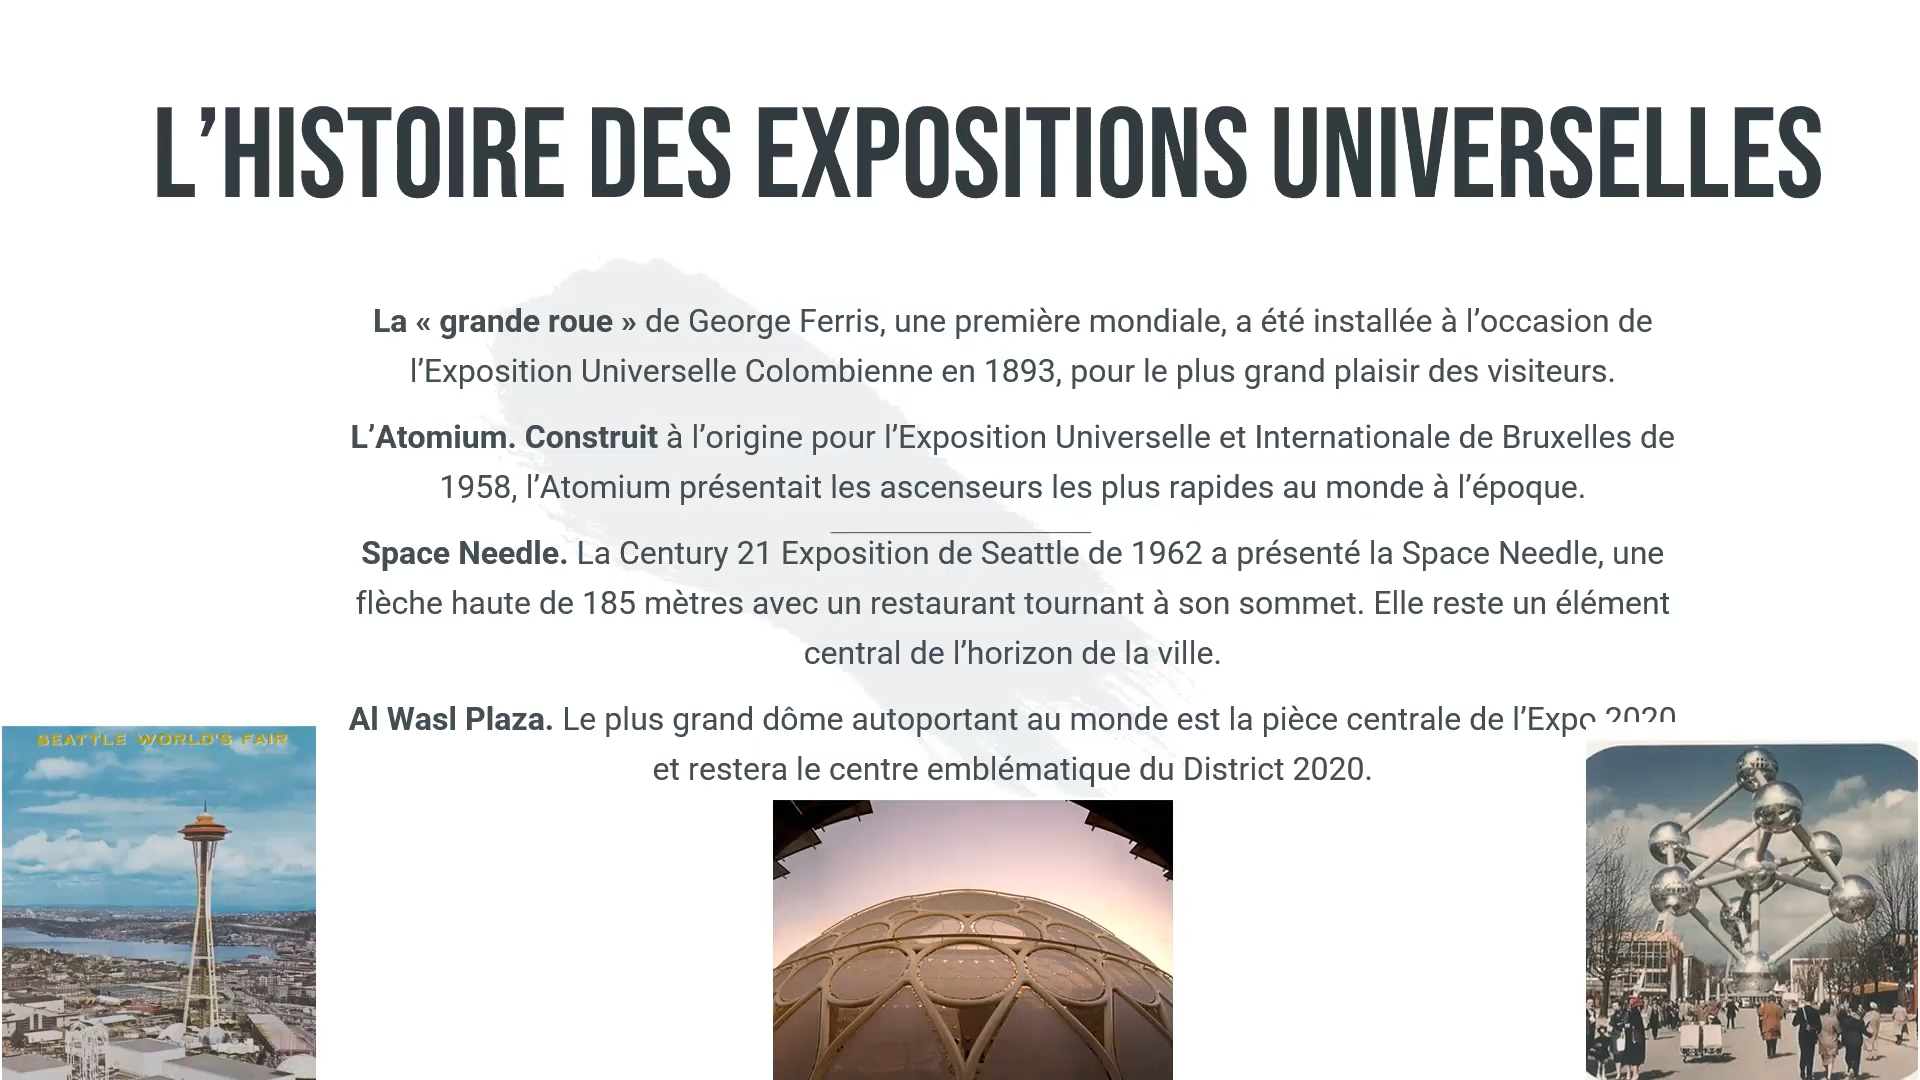 L’HISTOIRE DES EXPOSITIONS UNIVERSELLES
La « grande roue » de George Ferris, une première mondiale, a été installée à l’occasion de
l’Exposition Universelle Colombienne en 1893, pour le plus grand plaisir des visiteurs.
L’Atomium. Construit à l’origine pour l’Exposition Universelle et Internationale de Bruxelles de
1958, l’Atomium présentait les ascenseurs les plus rapides au monde à l’époque.
Space Needle. La Century 21 Exposition de Seattle de 1962 a présenté la Space Needle, une
flèche haute de 185 mètres avec un restaurant tournant à son sommet. Elle reste un élément
central de l’horizon de la ville.
Al Wasl Plaza. Le plus grand dôme autoportant au monde est la pièce centrale de l’Expo 2020
et restera le centre emblématique du District 2020.
SEATTLE WORLD'S FAIR